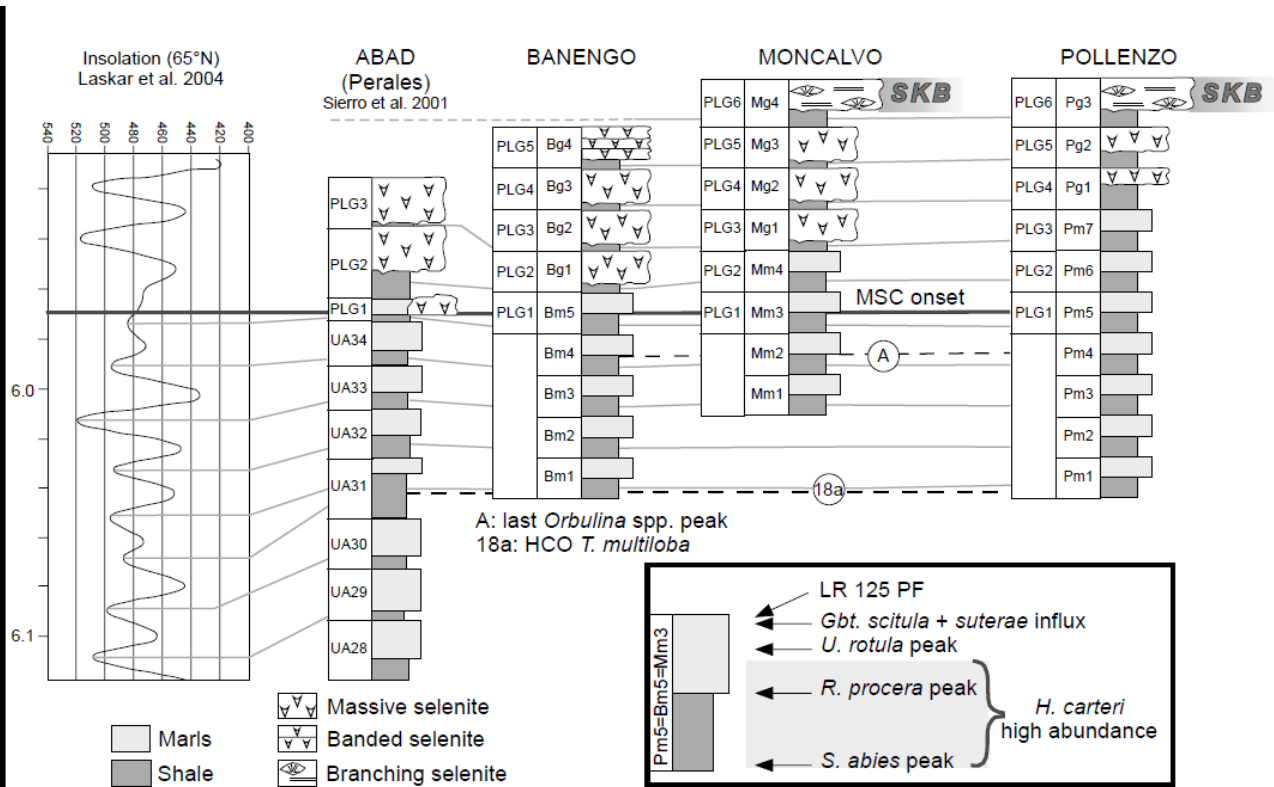 Insolation (65°N)
Laskar et al. 2004
ABAD
(Perales)
Sierro et al. 2001
BANENGO
MONCALVO
POLLENZO
540
520
500
480
460
440
420
400
6.0
6.1
PLG3
PLG2
PLG1
UA34
UA33
UA32
UA31
UA30
UA29
UA28
PLG5 Bg4
PLG4 Bg3
PLG3 Bg2
PLG2 Bg1
PLG1 Bm5
Bm4
Bm3
Bm2
Bm1
PLG6 Mg4 SKB
PLG5 Mg3
PLG4 Mg2
PLG3 Mg1
PLG2 Mm4
PLG1 Mm3
Mm2
Mm1
MSC onset
A
18a
PLG6 Pg3 SKB
PLG5 Pg2
PLG4 Pg1
PLG3 Pm7
PLG2 Pm6
PLG1 Pm5
Pm4
Pm3
Pm2
Pm1
A: last Orbulina spp. peak
18a: HCO T. multiloba
Marls
Shale
Massive selenite
Banded selenite
Branching selenite
Pm5=Bm5=Mm3
LR 125 PF
Gbt. scitula + suterae influx
U. rotula peak
R. procera peak
S. abies peak
H. carteri
high abundance